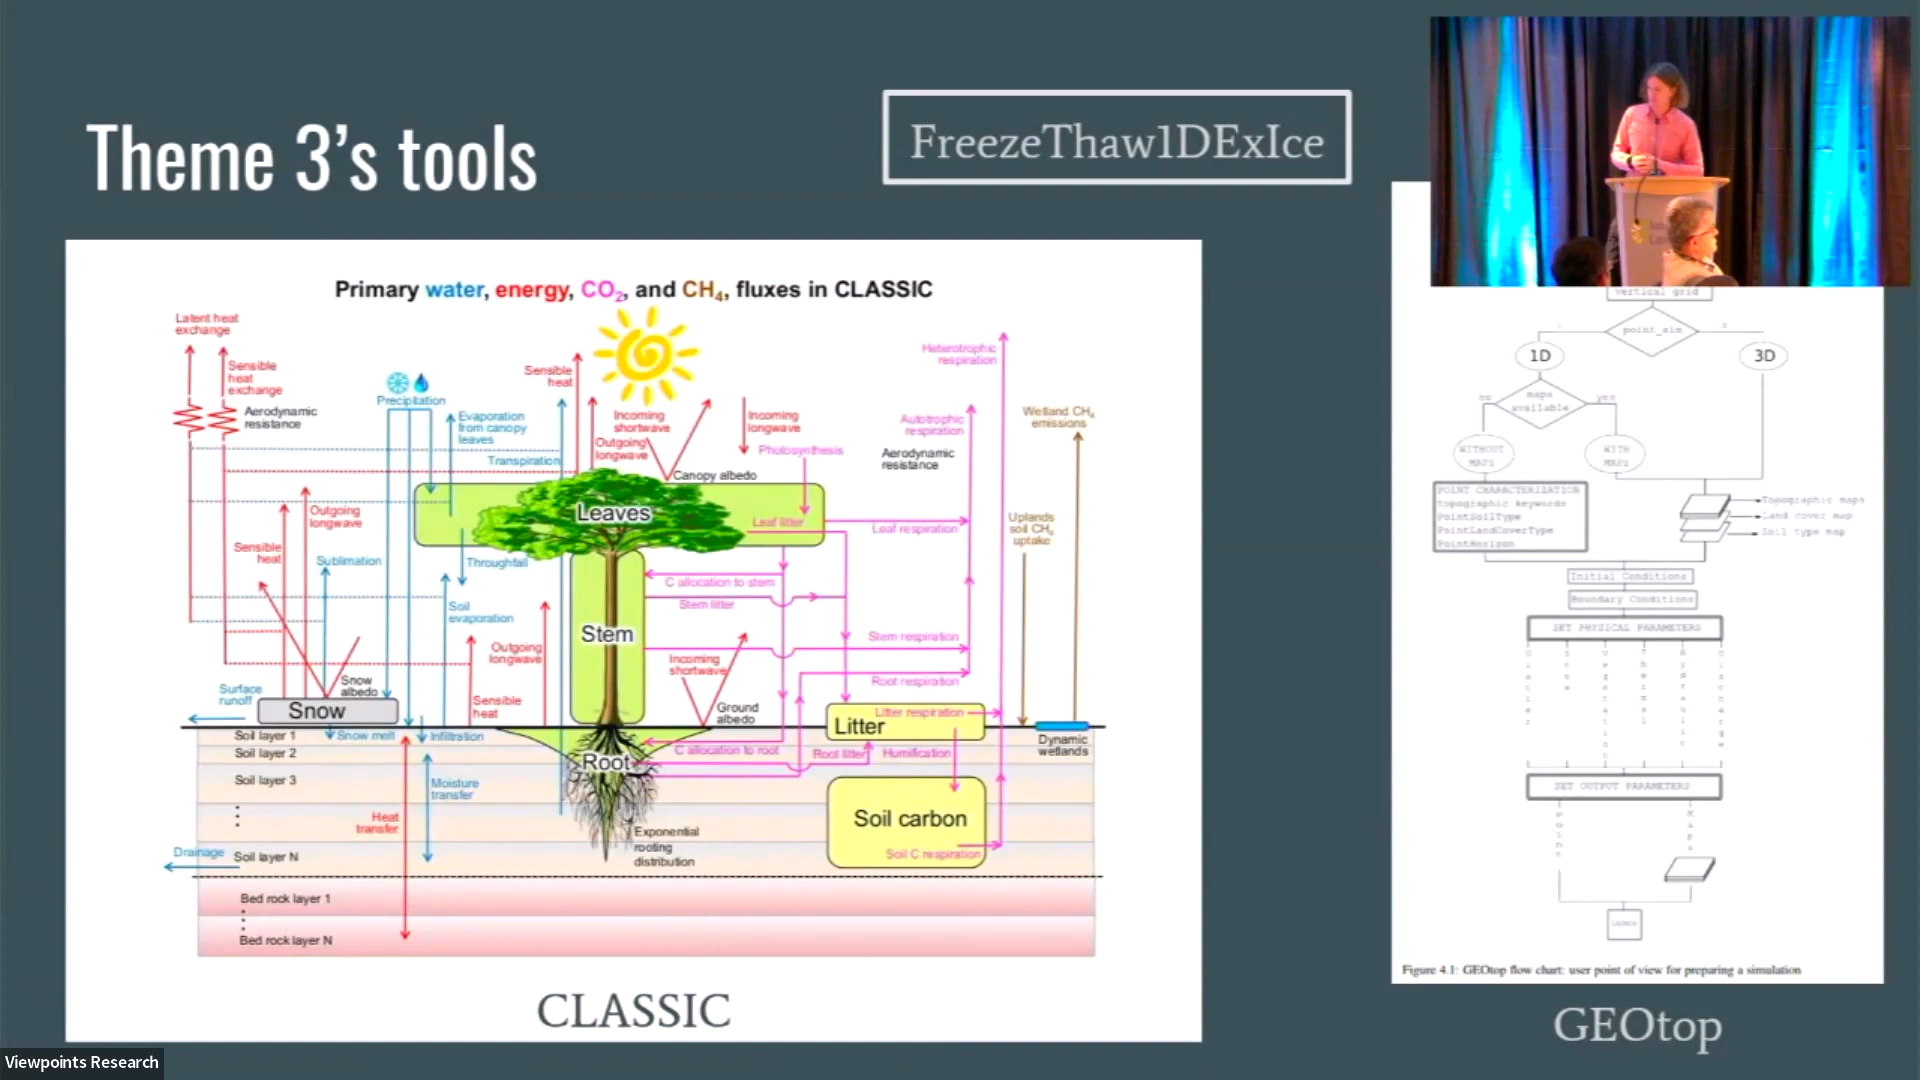 Theme 3's tools
FreezeThaw1DExIce
Primary water, energy, CO₂, and CH₄, fluxes in CLASSIC
Latent heat
exchange
Sensible
heat
exchange
Aerodynamic
resistance
Precipitation
Evaporation
from canopy
leaves
Transpiration
Sensible
heat
Incoming
shortwave
Outgoing
longwave
Incoming
longwave
Photosynthesis
Canopy albedo
Heterotrophic
respiration
Autotrophic
respiration
Aerodynamic
resistance
Wetland CH₄
emissions
Outgoing
longwave
Sensible
heat
Sublimation
Throughfall
Leaves
Leaf litter
Leaf respiration
Uplands
soil CH₄
uptake
C allocation to stem
Stem litter
Soil
evaporation
Stem
Stem respiration
Outgoing
longwave
Incoming
shortwave
Root respiration
Snow
albedo
Surface
runoff
Snow
Sensible
heat
Ground
albedo
Litter respiration
Litter
Soil layer 1
Snow melt
Infiltration
Dynamic
wetlands
Soil layer 2
C allocation to root
Root litter
Humification
Root
Soil layer 3
Moisture
transfer
Heat
transfer
Soil carbon
Exponential
rooting
distribution
Drainage
Soil layer N
Soil C respiration
Bed rock layer 1
Bed rock layer N
CLASSIC
vertical grid
point_sim
1D
3D
maps
available
no
yes
WITHOUT
MAPS
WITH
MAPS
POINT CHARACTERIZATION
topographic keywords
PointSoilType
PointLandCoverType
PointHorizon
Topographic maps
Land cover map
Soil type map
Initial Conditions
Boundary Conditions
SET PHYSICAL PARAMETERS
SET OUTPUT PARAMETERS
Figure 4.1: GEOtop flow chart: user point of view for preparing a simulation
GEOtop
Viewpoints Research